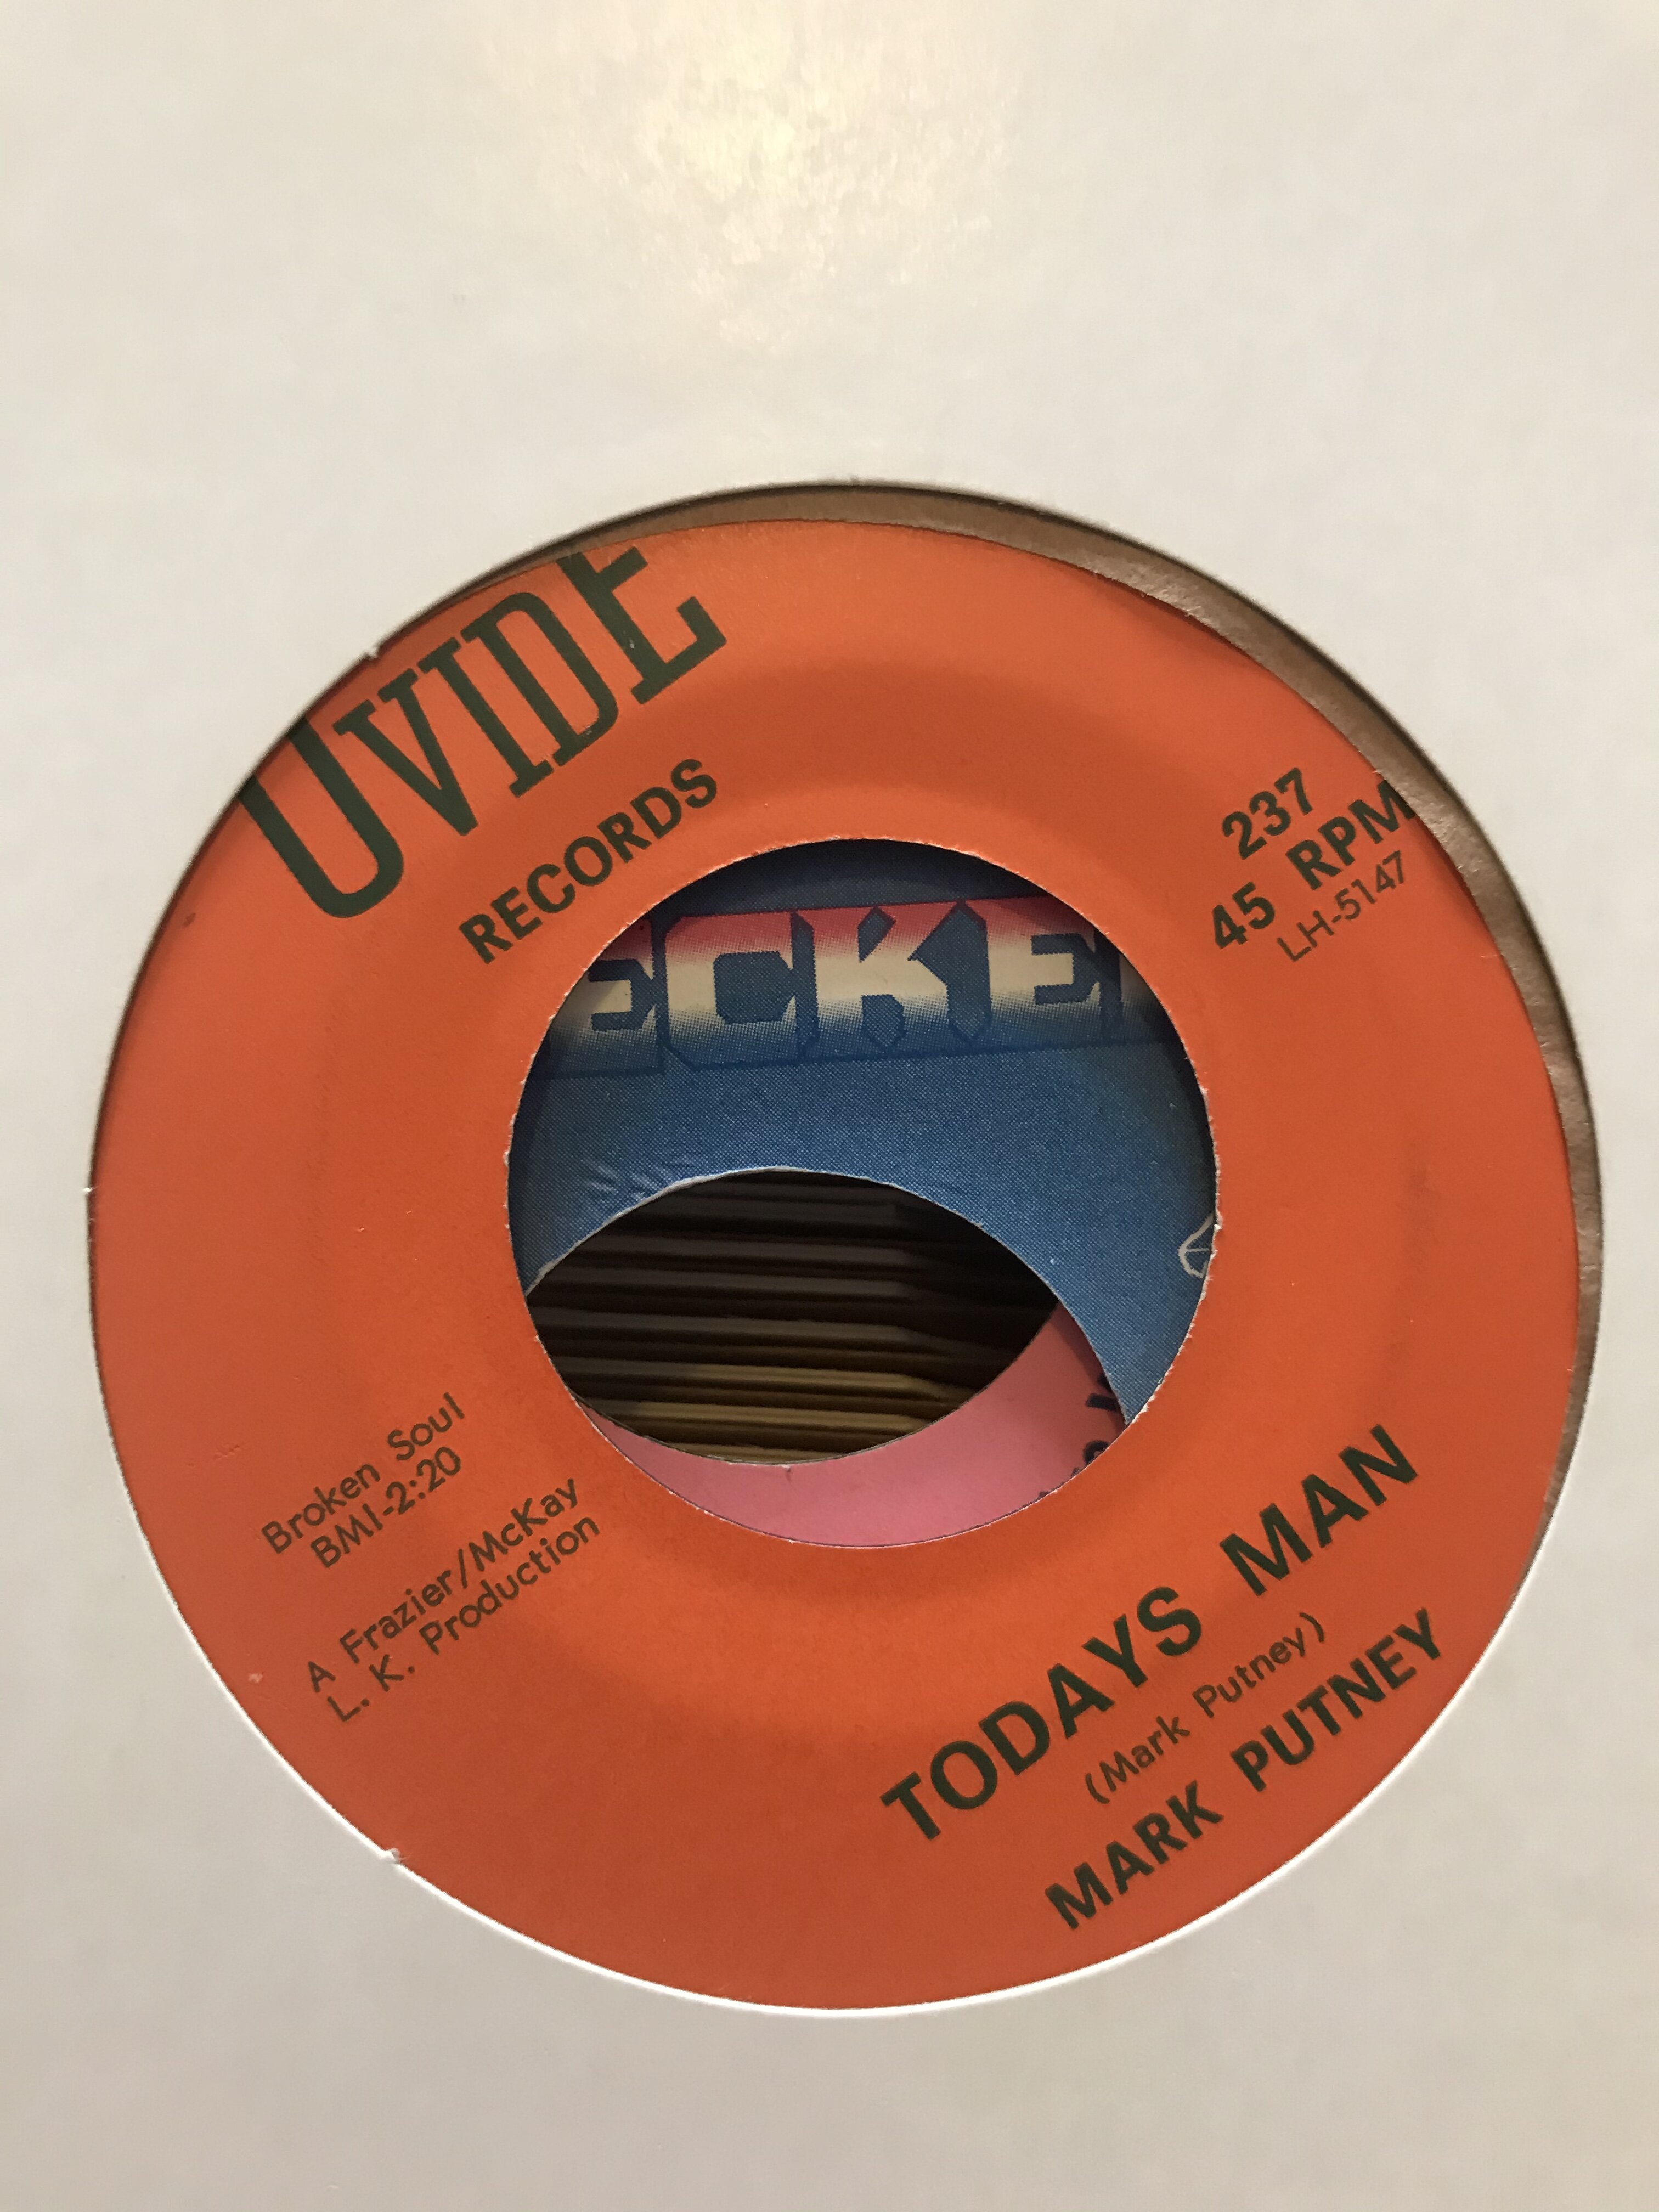 OVIDE
RECORDS
237
45 RPM
LH-5147
ECKE
Broken Soul
BMI-2:20
A Frazier/McKay
L. K. Production
TODAYS MAN
(Mark Putney)
MARK PUTNEY